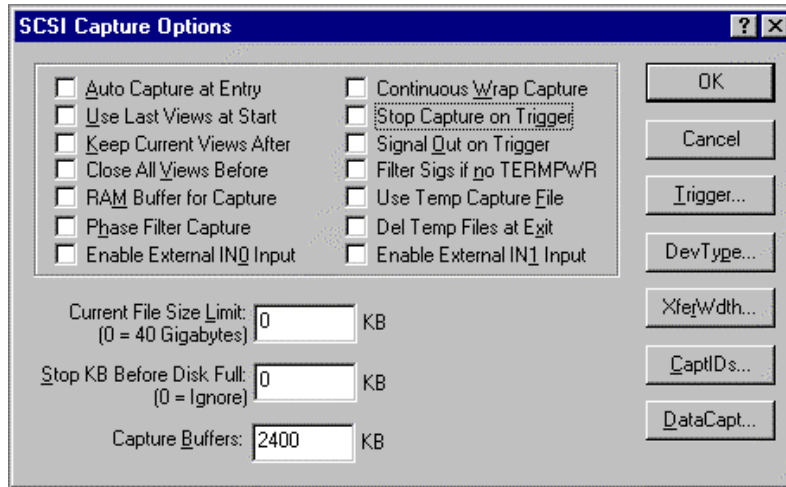 SCSI Capture Options
Auto Capture at Entry
Use Last Views at Start
Keep Current Views After
Close All Views Before
RAM Buffer for Capture
Phase Filter Capture
Enable External IN0 Input
Continuous Wrap Capture
Stop Capture on Trigger
Signal Out on Trigger
Filter Sigs if no TERMPWR
Use Temp Capture File
Del Temp Files at Exit
Enable External IN1 Input
Current File Size Limit:
(0 = 40 Gigabytes)
0 KB
Stop KB Before Disk Full:
(0 = Ignore)
0 KB
Capture Buffers: 2400 KB
OK
Cancel
Trigger...
DevType...
XferWdth...
CaptIDs...
DataCapt...